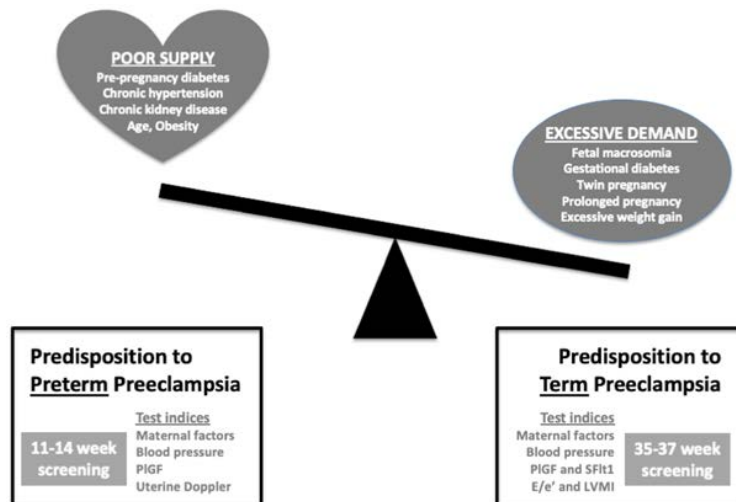 POOR SUPPLY
Pre-pregnancy diabetes
Chronic hypertension
Chronic kidney disease
Age, Obesity
EXCESSIVE DEMAND
Fetal macrosomia
Gestational diabetes
Twin pregnancy
Prolonged pregnancy
Excessive weight gain
Predisposition to
Preterm Preeclampsia
11-14 week
screening
Test indices
Maternal factors
Blood pressure
PlGF
Uterine Doppler
Predisposition to
Term Preeclampsia
Test indices
Maternal factors
Blood pressure
PlGF and SFlt1
E/e' and LVMI
35-37 week
screening